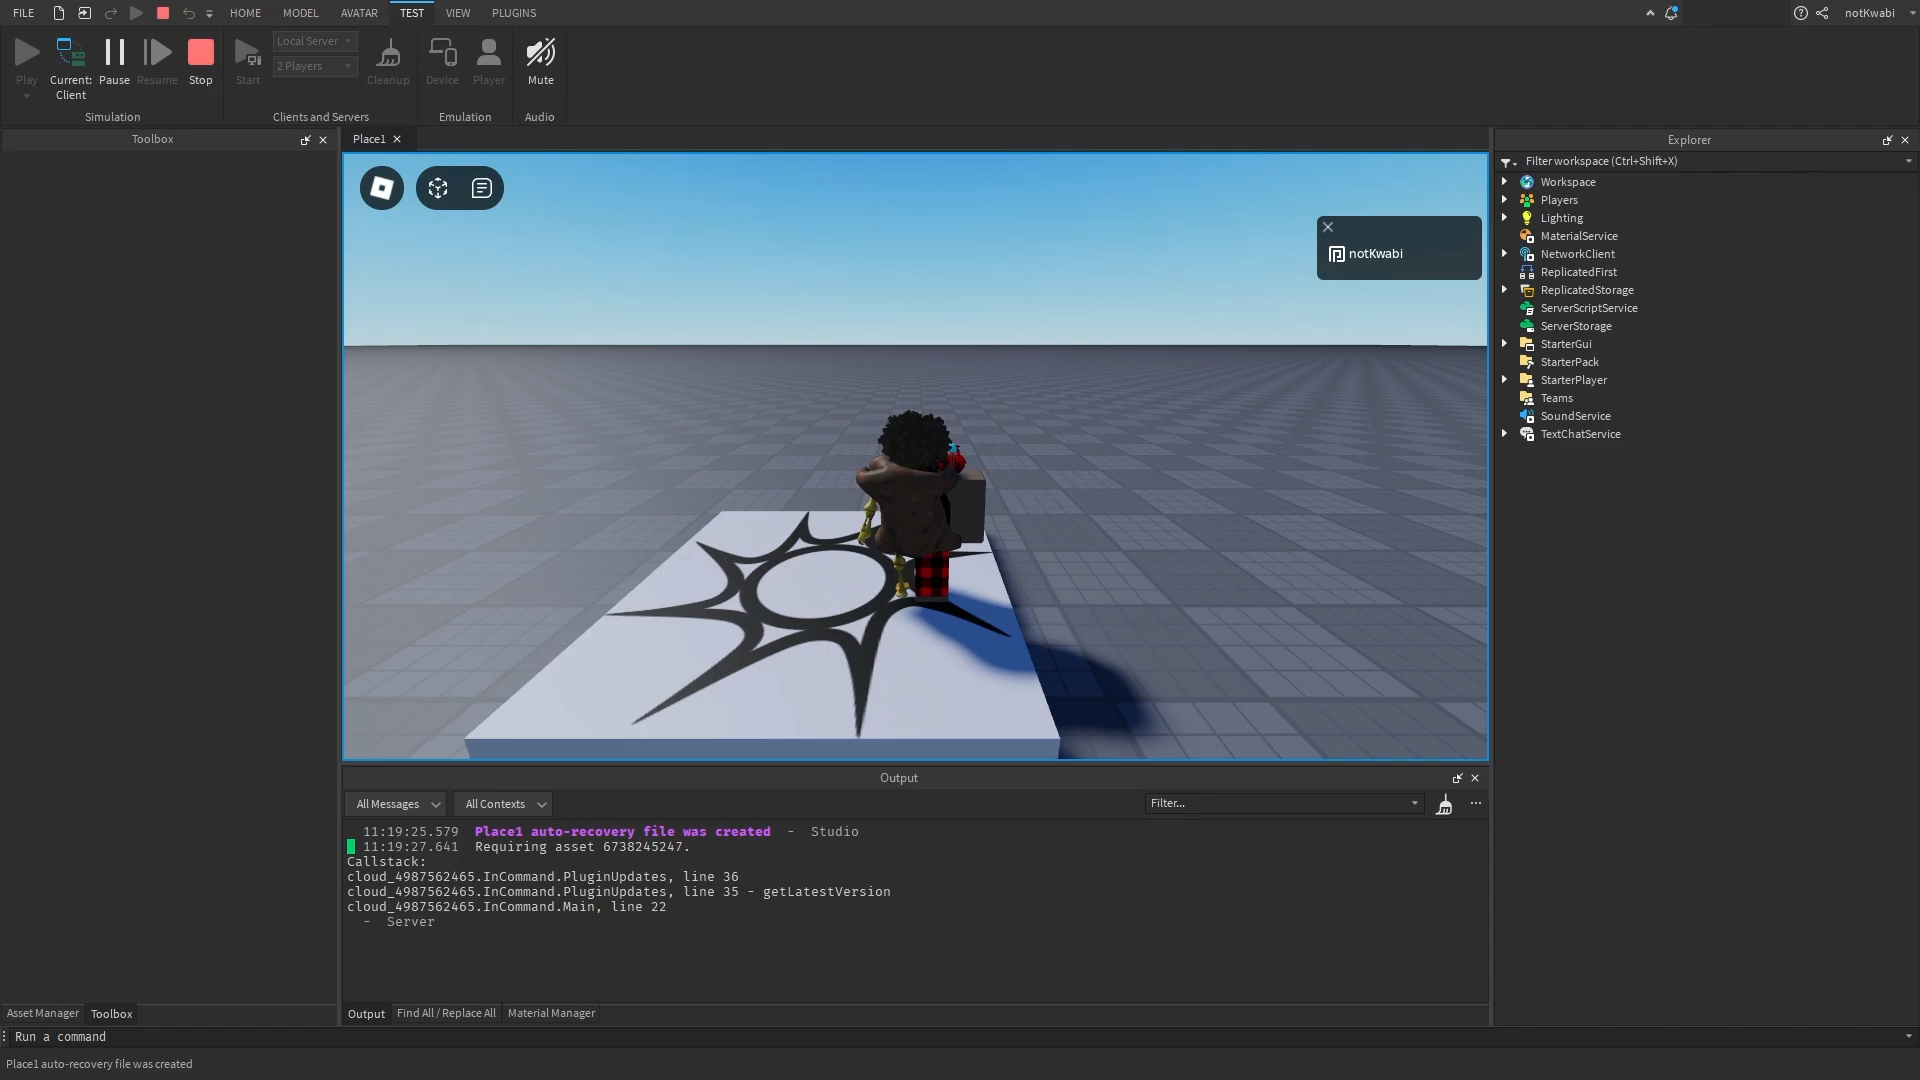 FILE HOME MODEL AVATAR TEST VIEW PLUGINS notKwabi
Play Current: Client Pause Resume Stop
Simulation
Start Local Server 2 Players Cleanup
Clients and Servers
Device Player
Emulation
Mute
Audio
Toolbox
Place1
notKwabi
Explorer
Filter workspace (Ctrl+Shift+X)
Workspace
Players
Lighting
MaterialService
NetworkClient
ReplicatedFirst
ReplicatedStorage
ServerScriptService
ServerStorage
StarterGui
StarterPack
StarterPlayer
Teams
SoundService
TextChatService
Output
All Messages All Contexts Filter...
11:19:25.579 Place1 auto-recovery file was created - Studio
11:19:27.641 Requiring asset 6738245247.
Callstack:
cloud_4987562465.InCommand.PluginUpdates, line 36
cloud_4987562465.InCommand.PluginUpdates, line 35 - getLatestVersion
cloud_4987562465.InCommand.Main, line 22
- Server
Asset Manager Toolbox
Output Find All / Replace All Material Manager
Run a command
Place1 auto-recovery file was created